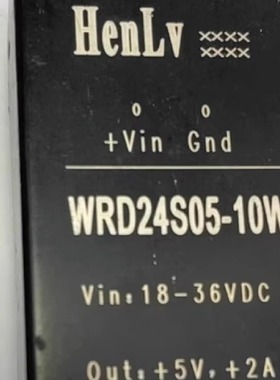 HenLv xxxx
xxxx
o o
+Vin Gnd
WRD24S05-10W
Vin:18-36VDC
Out:+5V,+2A